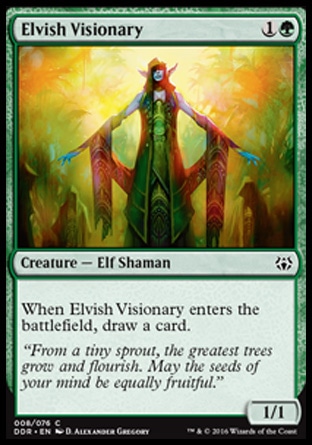 Elvish Visionary 1
Creature — Elf Shaman
When Elvish Visionary enters the
battlefield, draw a card.
“From a tiny sprout, the greatest trees
grow and flourish. May the seeds of
your mind be equally fruitful.”
1/1
008/076 C
DDR • EN D. Alexander Gregory ™ & © 2016 Wizards of the Coast